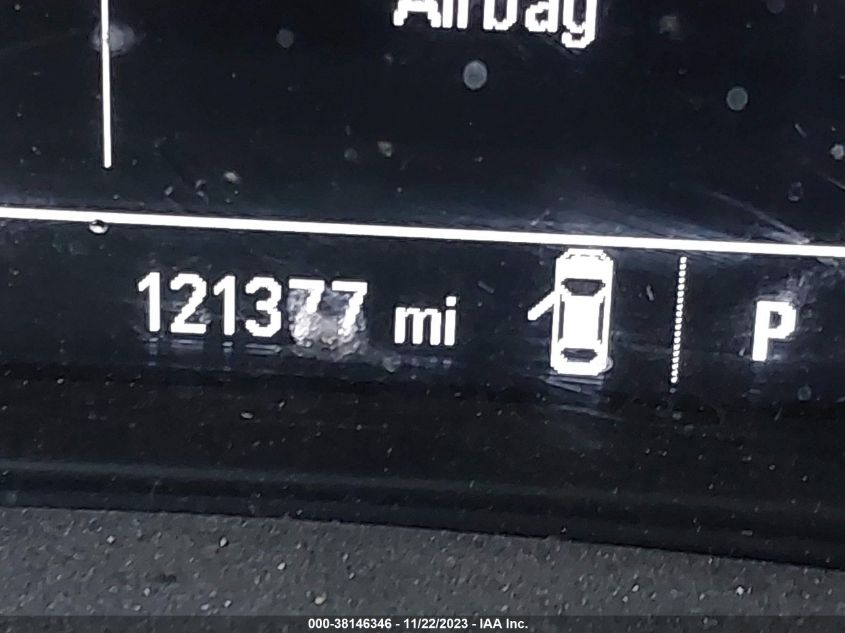 Airbag
121377 mi P
000-38146346 - 11/22/2023 - IAA Inc.